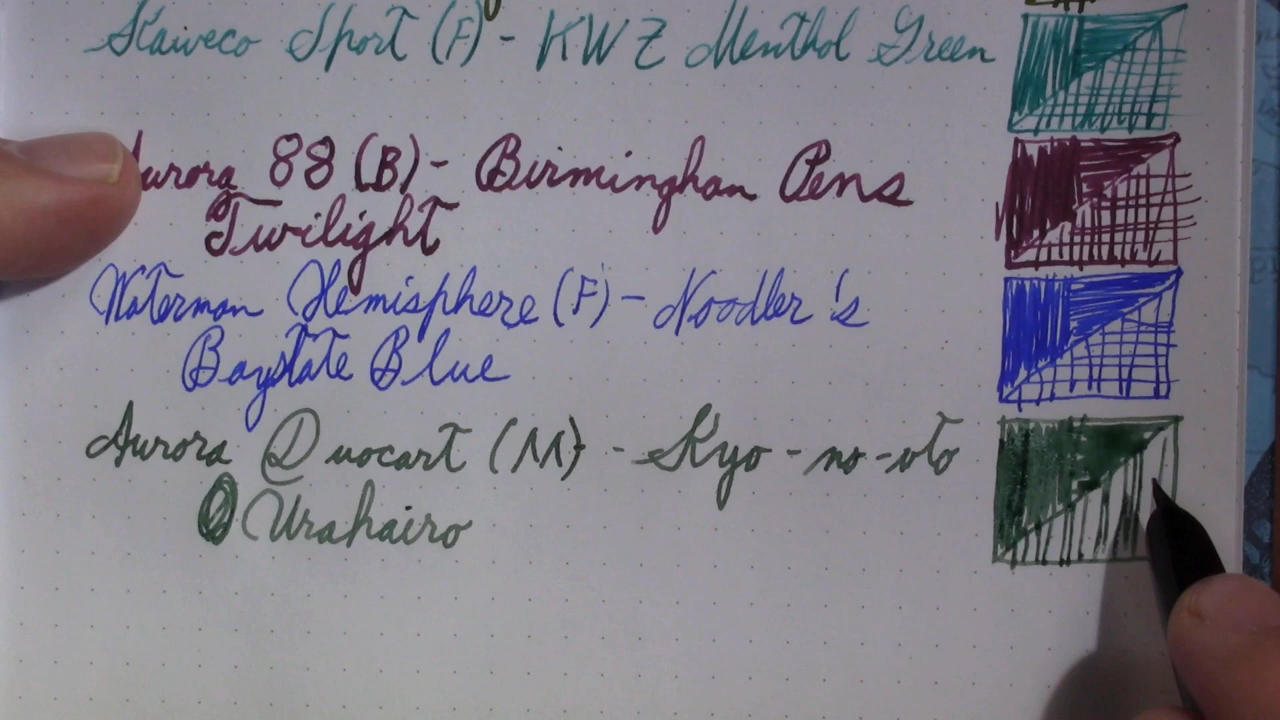 Kaweco Sport (F) - KWZ Menthol Green
Aurora 88 (B) - Birmingham Pens
Twilight
Waterman Hemisphere (F) - Noodler's
Baystate Blue
Aurora Duocart (M) - Kyo-no-oto
Urahairo